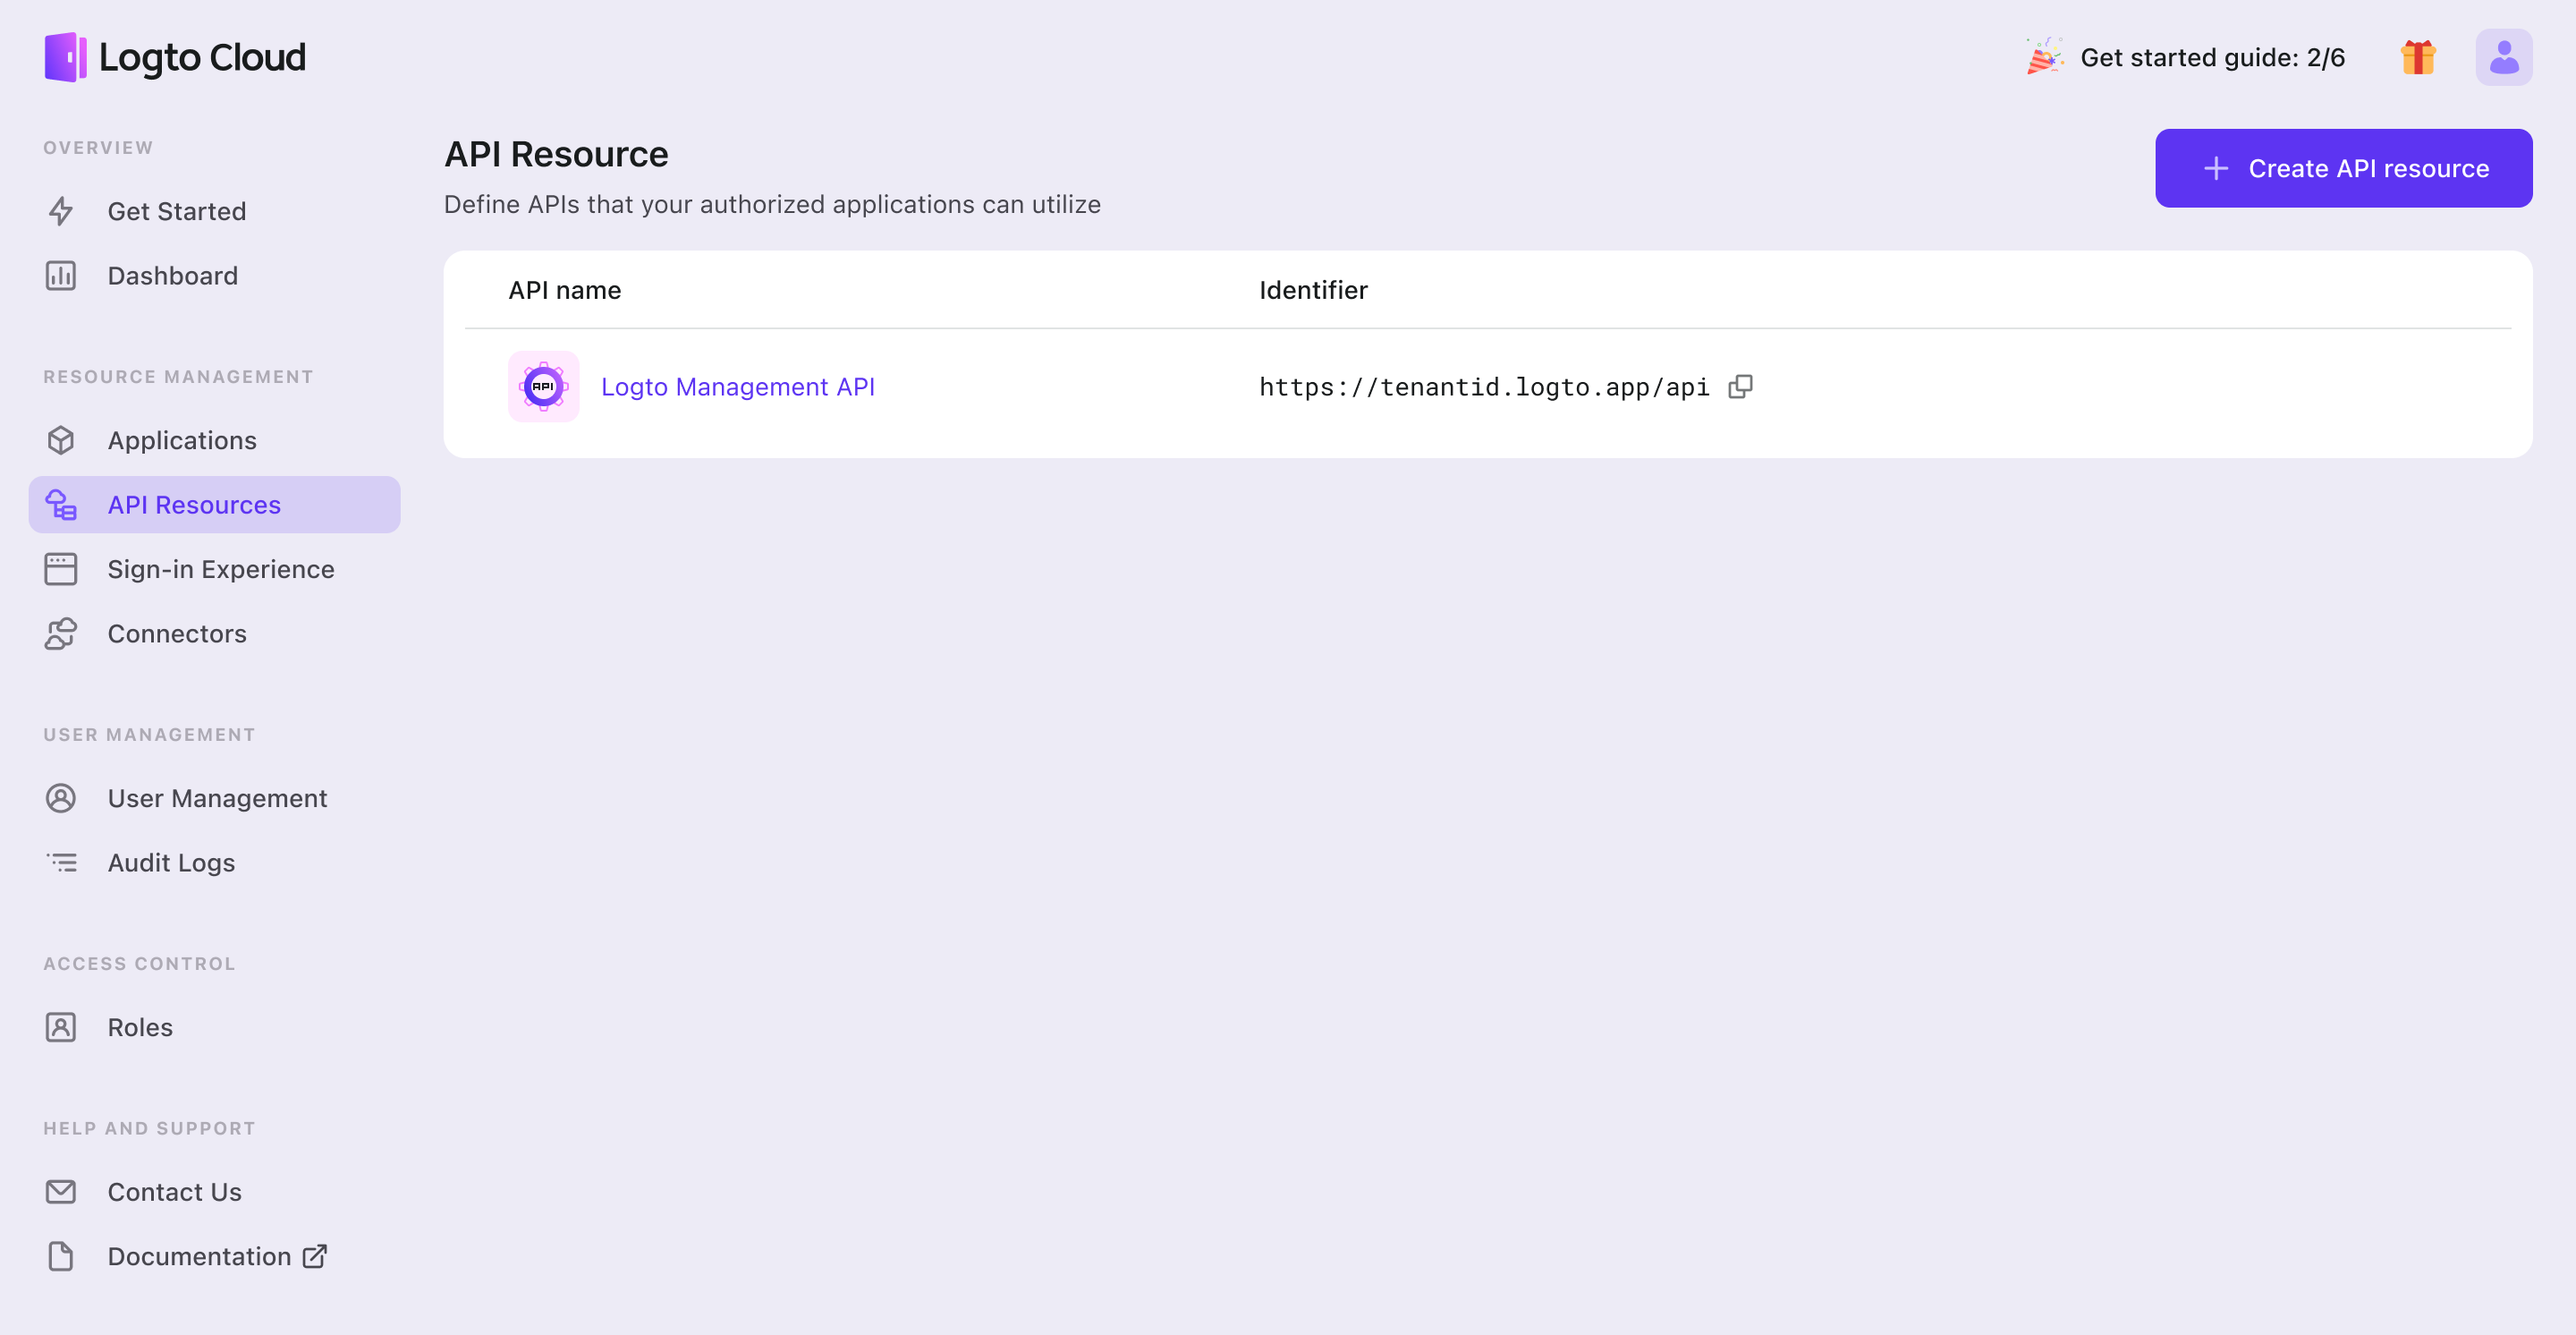 Logto Cloud
Get started guide: 2/6
OVERVIEW
Get Started
Dashboard
RESOURCE MANAGEMENT
Applications
API Resources
Sign-in Experience
Connectors
USER MANAGEMENT
User Management
Audit Logs
ACCESS CONTROL
Roles
HELP AND SUPPORT
Contact Us
Documentation
API Resource
Define APIs that your authorized applications can utilize
Create API resource
API name Identifier
API Logto Management API https://tenantid.logto.app/api